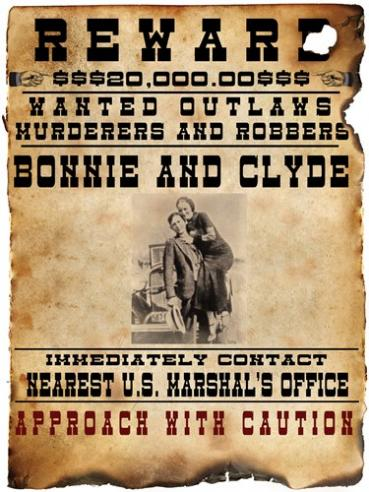 REWARD
$$$20,000.00$$$
WANTED OUTLAWS
MURDERERS AND ROBBERS
BONNIE AND CLYDE
IMMEDIATELY CONTACT
NEAREST U.S. MARSHAL'S OFFICE
APPROACH WITH CAUTION